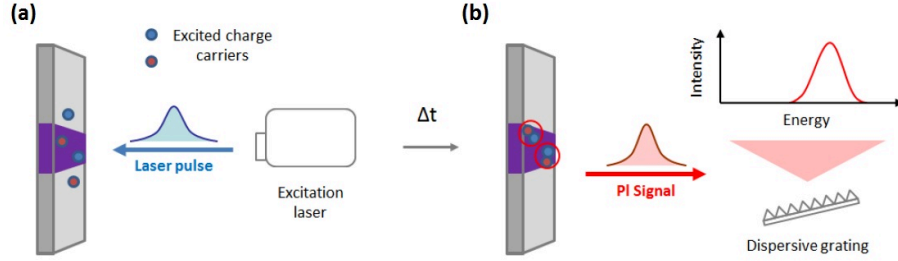 (a)
Excited charge
carriers
Laser pulse
Excitation
laser
Δt
(b)
Pl Signal
Intensity
Energy
Dispersive grating